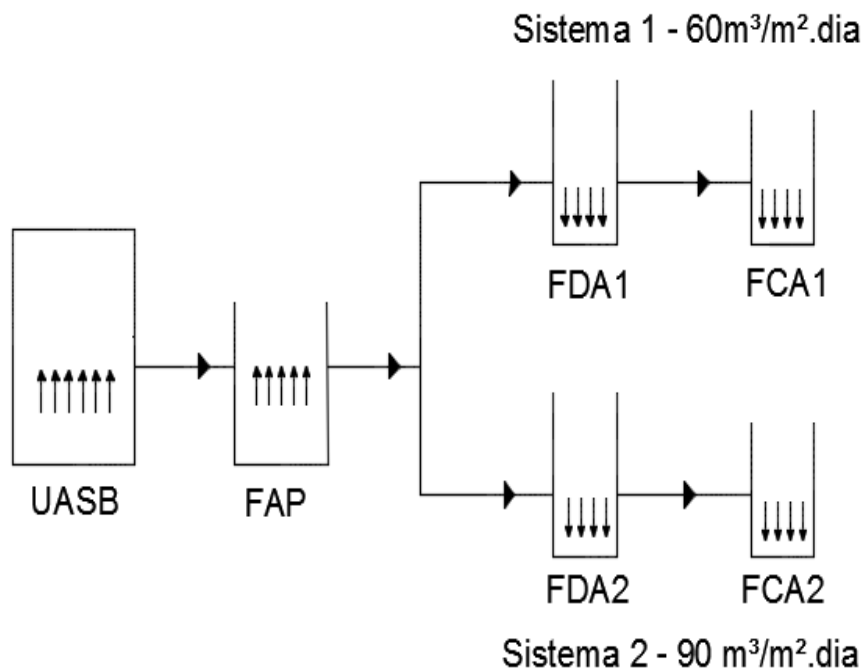 Sistema 1 - 60m³/m².dia
FDA1
FCA1
UASB
FAP
FDA2
FCA2
Sistema 2 - 90 m³/m².dia